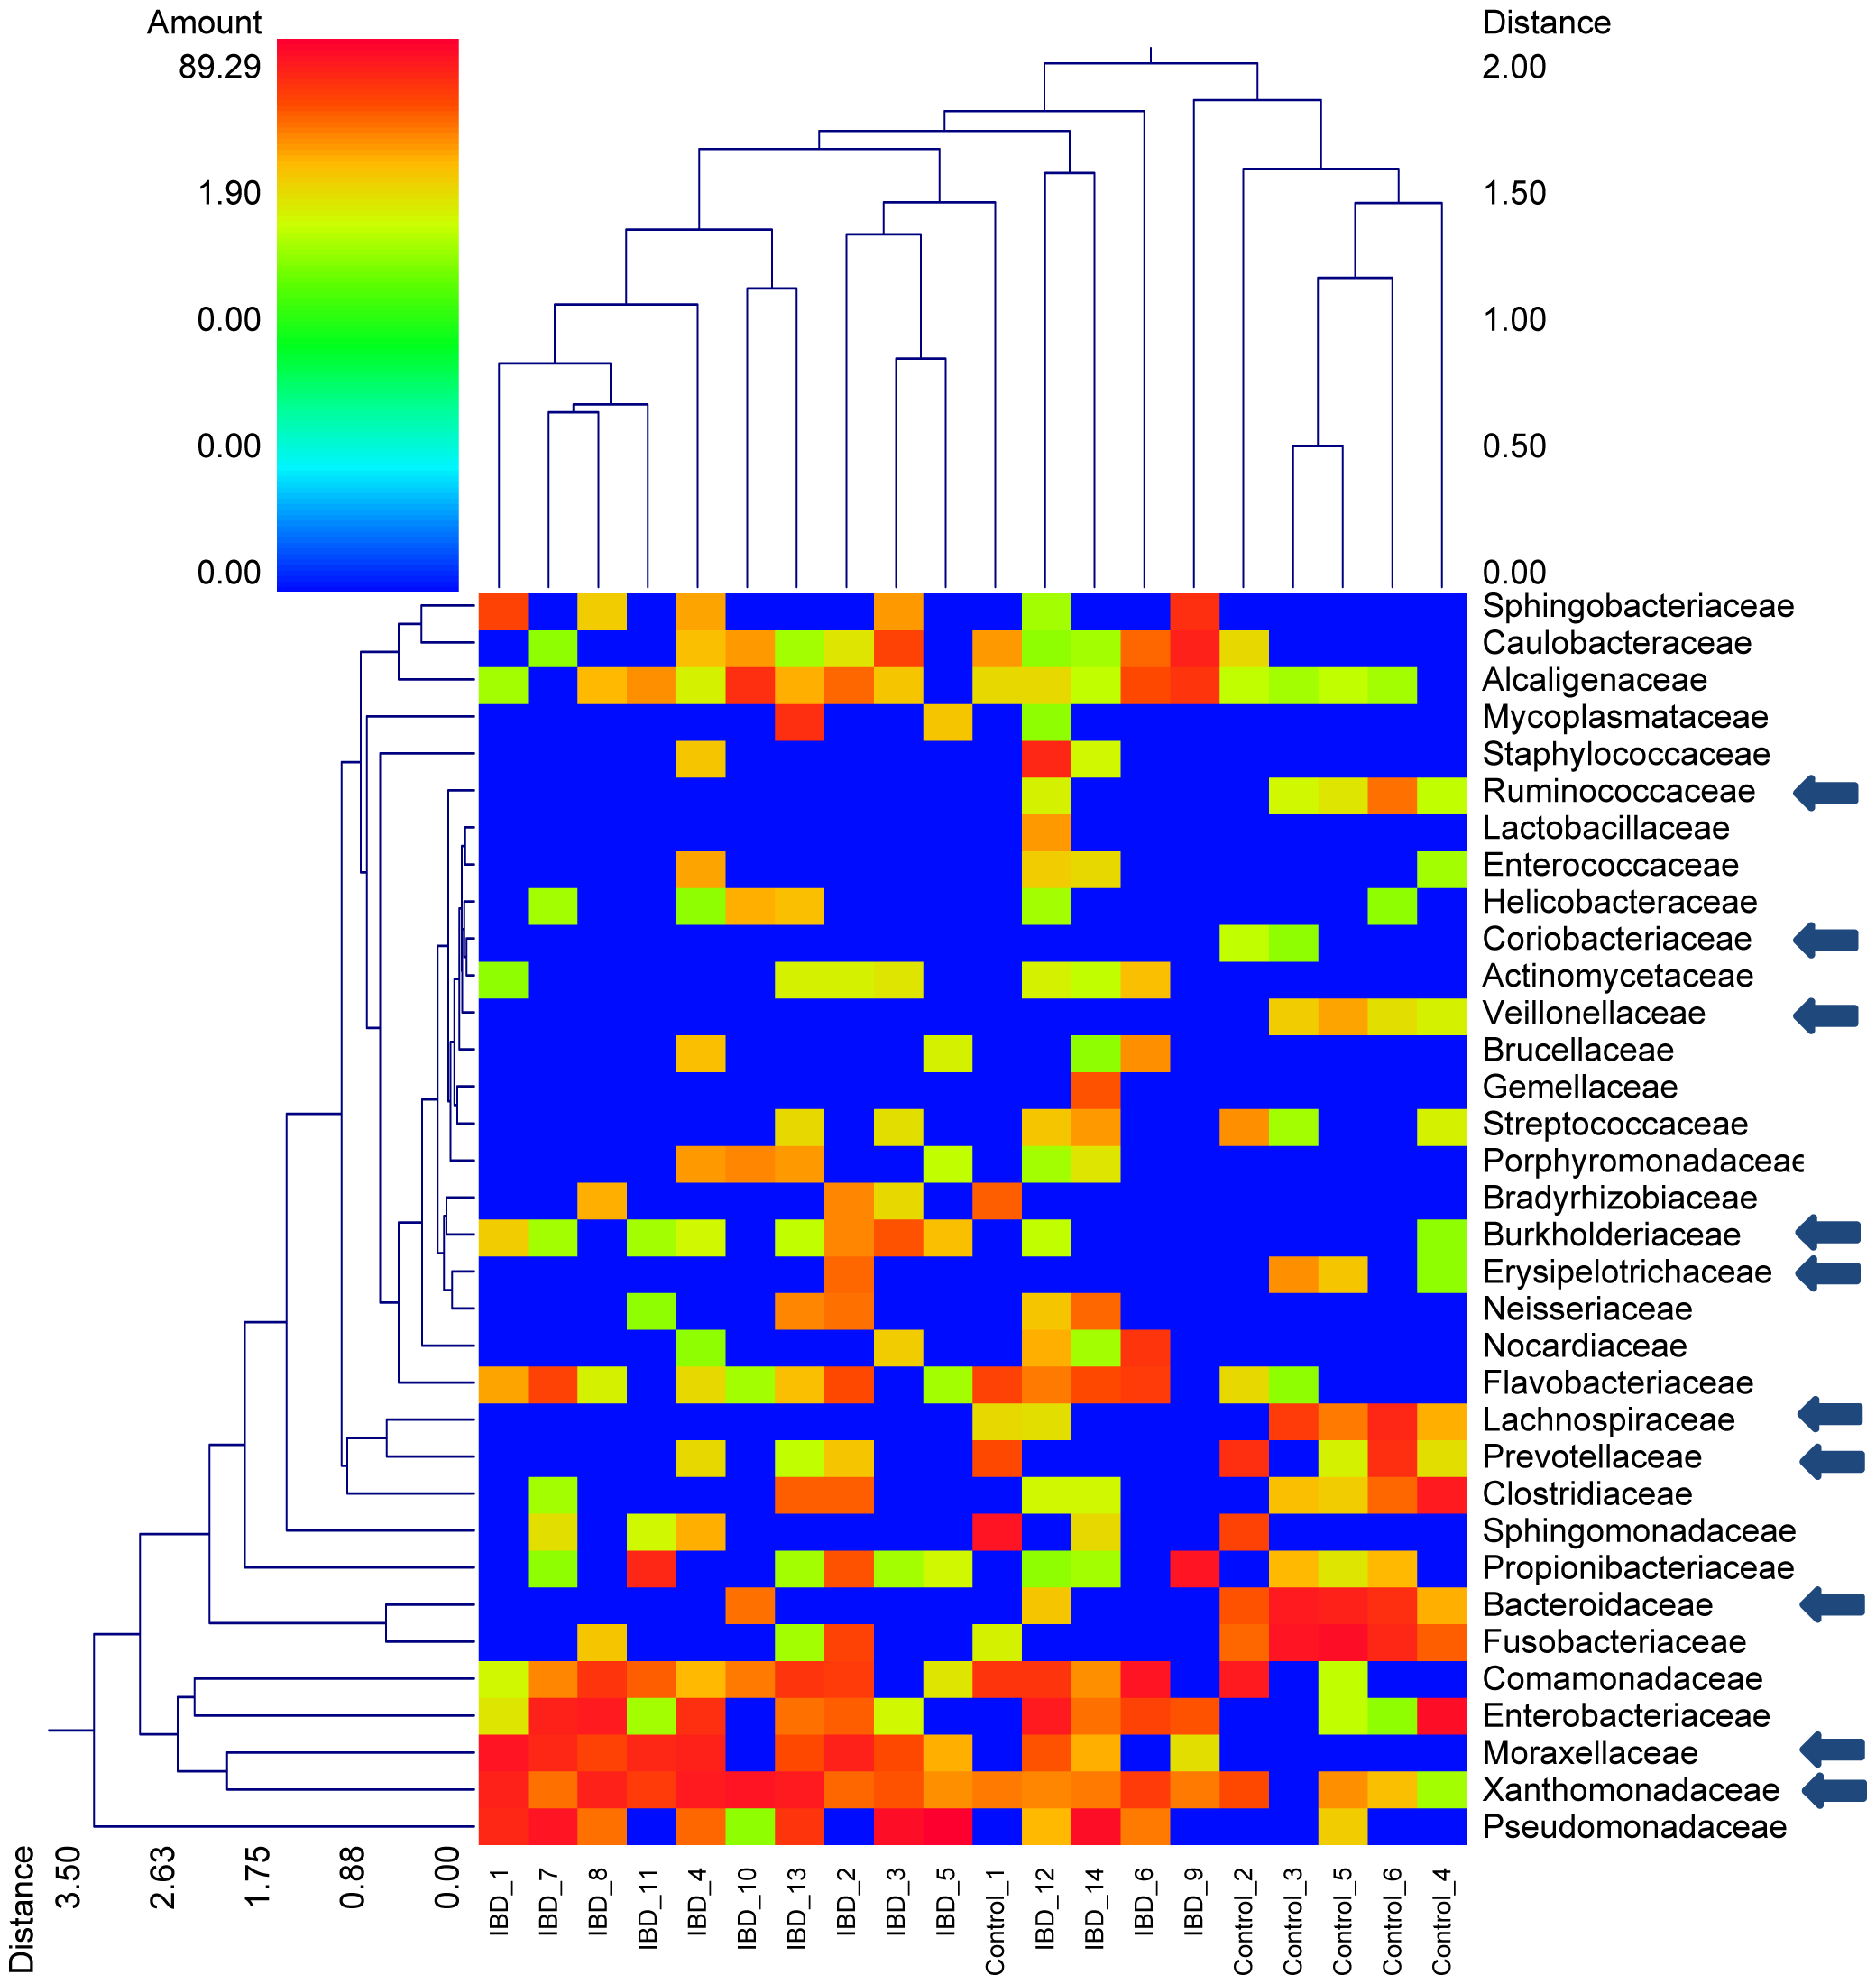 Amount
89.29
1.90
0.00
0.00
0.00
Distance
2.00
1.50
1.00
0.50
0.00
Sphingobacteriaceae
Caulobacteraceae
Alcaligenaceae
Mycoplasmataceae
Staphylococcaceae
Ruminococcaceae
Lactobacillaceae
Enterococcaceae
Helicobacteraceae
Coriobacteriaceae
Actinomycetaceae
Veillonellaceae
Brucellaceae
Gemellaceae
Streptococcaceae
Porphyromonadaceae
Bradyrhizobiaceae
Burkholderiaceae
Erysipelotrichaceae
Neisseriaceae
Nocardiaceae
Flavobacteriaceae
Lachnospiraceae
Prevotellaceae
Clostridiaceae
Sphingomonadaceae
Propionibacteriaceae
Bacteroidaceae
Fusobacteriaceae
Comamonadaceae
Enterobacteriaceae
Moraxellaceae
Xanthomonadaceae
Pseudomonadaceae
Distance
3.50
2.63
1.75
0.88
0.00
IBD_1
IBD_7
IBD_8
IBD_11
IBD_4
IBD_10
IBD_13
IBD_2
IBD_3
IBD_5
Control_1
IBD_12
IBD_14
IBD_6
IBD_9
Control_2
Control_3
Control_5
Control_6
Control_4